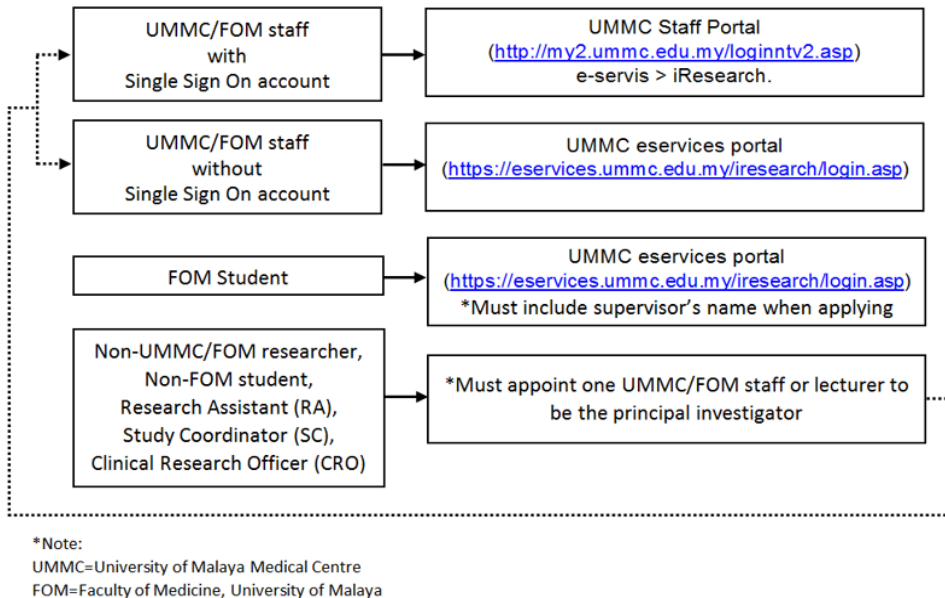 UMMC/FOM staff
with
Single Sign On account
UMMC Staff Portal
(http://my2.ummc.edu.my/loginntv2.asp)
e-servis > iResearch.
UMMC/FOM staff
without
Single Sign On account
UMMC eservices portal
(https://eservices.ummc.edu.my/iresearch/login.asp)
FOM Student
UMMC eservices portal
(https://eservices.ummc.edu.my/iresearch/login.asp)
*Must include supervisor's name when applying
Non-UMMC/FOM researcher,
Non-FOM student,
Research Assistant (RA),
Study Coordinator (SC),
Clinical Research Officer (CRO)
*Must appoint one UMMC/FOM staff or lecturer to
be the principal investigator
*Note:
UMMC=University of Malaya Medical Centre
FOM=Faculty of Medicine, University of Malaya